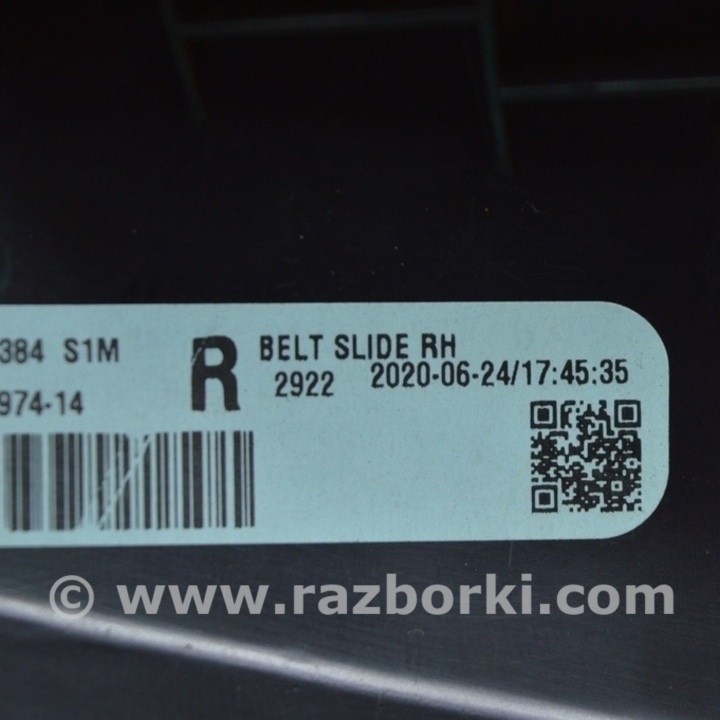 384 S1M R BELT SLIDE RH
974-14 2922 2020-06-24/17:45:35
© www.razborki.com